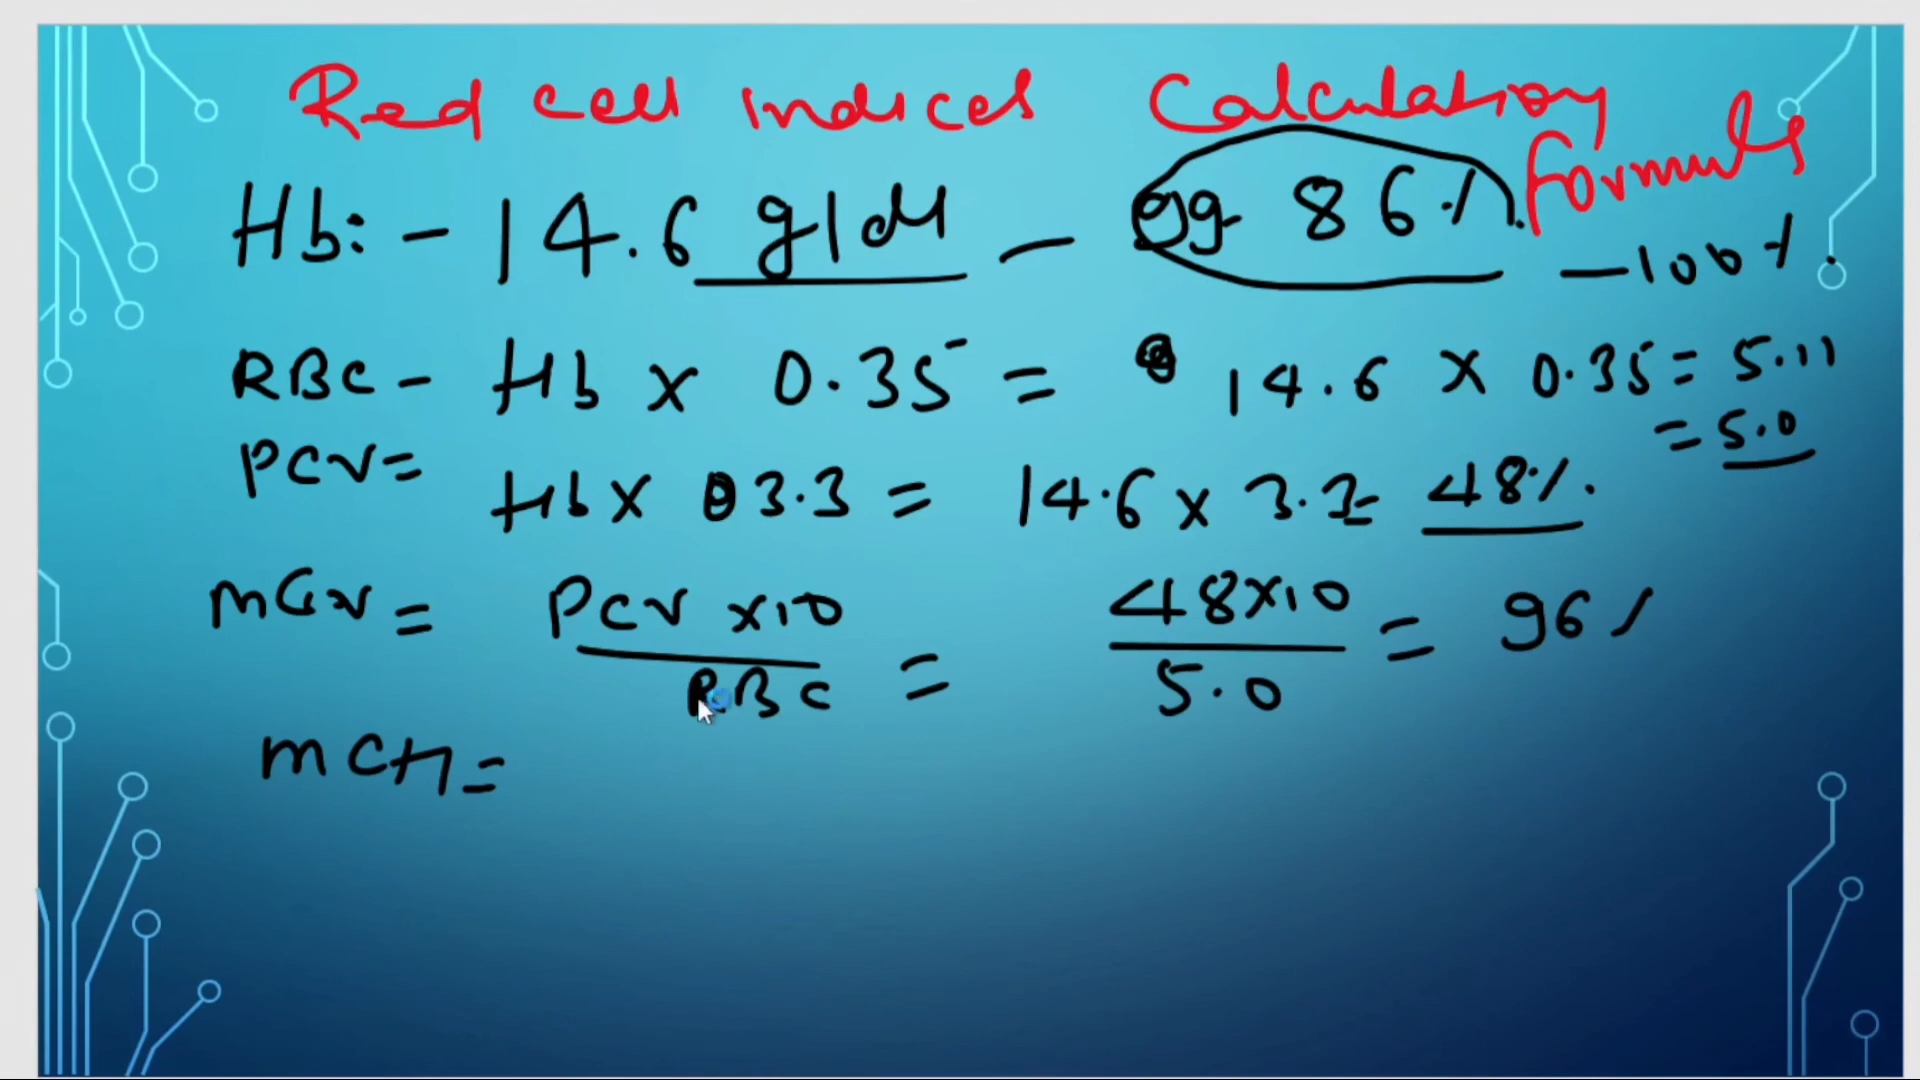 Red cell indices Calculation
Formula
Hb:- 14.6 g/dl — 86%. — 100%.
RBC - Hb x 0.35 = 14.6 x 0.35 = 5.11
= 5.0
PCV = Hb x 3.3 = 14.6 x 3.3 = 48%.
MCV = PCV x10 / RBC = 48x10 / 5.0 = 96
MCH =